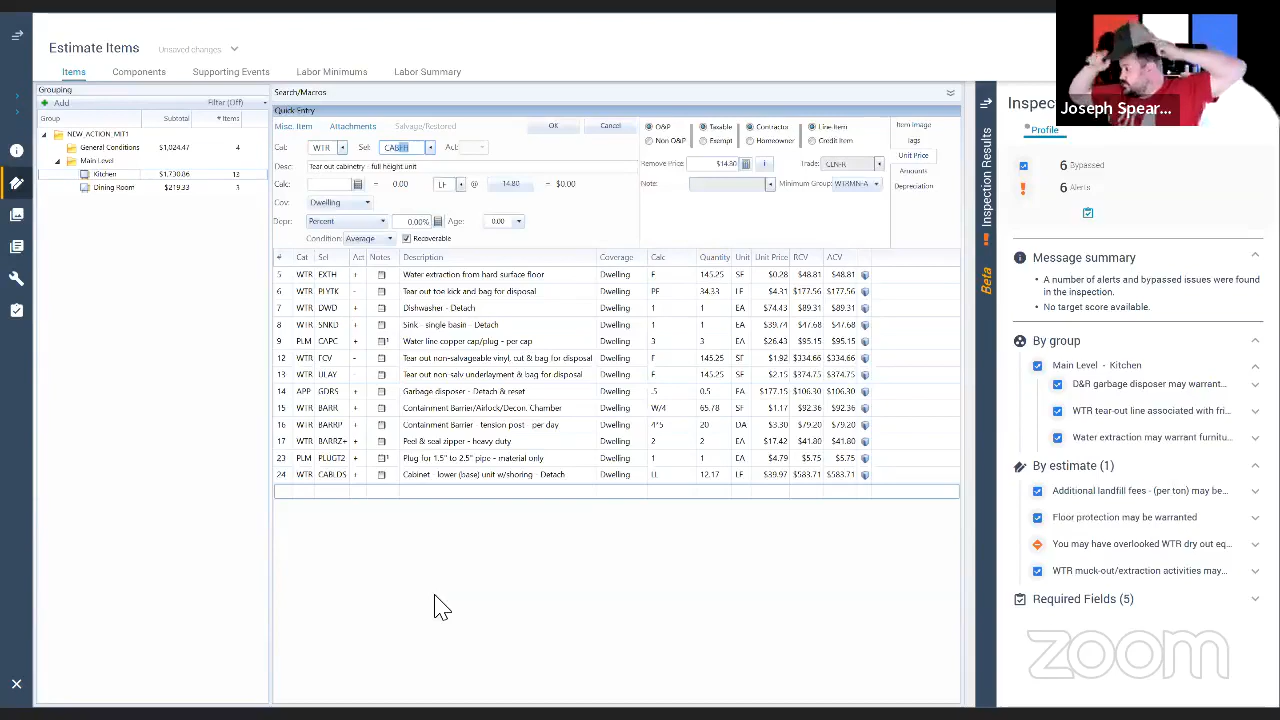 Estimate Items
Unsaved changes
Items Components Supporting Events Labor Minimums Labor Summary
Joseph Spear...
Grouping
Add Filter (Off)
Group Subtotal # Items
NEW_ACTION_MIT1
General Conditions $1,024.47 4
Main Level
Kitchen $1,730.86 13
Dining Room $219.33 1
Search/Macros
Quick Entry
Misc. Item Attachments Salvage/Restored OK Cancel
Cat: WTR Sel: CABFH Act:
Desc: Tear out cabinetry - full height unit
Calc: = 0.00 LF @ 14.80 = $0.00
Cov: Dwelling
Depr: Percent 0.00% Age: 0.00
Condition: Average Recoverable
O&P Taxable Contractor Line Item
Non O&P Exempt Homeowner Credit Item
Remove Price: $14.80 i Trade: CLN-R
Note: Minimum Group: WTRMN-A
Item Image
Tags
Unit Price
Amounts
Depreciation
# Cat Sel Act Notes Description Coverage Calc Quantity Unit Unit Price RCV ACV
5 WTR EXTH + Water extraction from hard surface floor Dwelling F 145.25 SF $0.28 $48.81 $48.81
6 WTR PLYTK - Tear out toe kick and bag for disposal Dwelling PF 34.33 LF $4.31 $177.56 $177.56
7 WTR DWD + Dishwasher - Detach Dwelling 1 1 EA $74.43 $89.31 $89.31
8 WTR SNKD + Sink - single basin - Detach Dwelling 1 1 EA $39.74 $47.68 $47.68
9 PLM CAPC + Water line copper cap/plug - per cap Dwelling 3 3 EA $26.43 $95.15 $95.15
12 WTR FCV - Tear out non-salvageable vinyl, cut & bag for disposal Dwelling F 145.25 SF $1.92 $334.66 $334.66
13 WTR ULAY - Tear out non-salv underlayment & bag for disposal Dwelling F 145.25 SF $2.15 $374.75 $374.75
14 APP GDRS + Garbage disposer - Detach & reset Dwelling .5 0.5 EA $177.15 $106.30 $106.30
15 WTR BARR + Containment Barrier/Airlock/Decon. Chamber Dwelling W/4 65.78 SF $1.17 $92.36 $92.36
16 WTR BARRP + Containment Barrier - tension post - per day Dwelling 4*5 20 DA $3.30 $79.20 $79.20
17 WTR BARRZ+ + Peel & seal zipper - heavy duty Dwelling 2 2 EA $17.42 $41.80 $41.80
23 PLM PLUGT2 + Plug for 1.5" to 2.5" pipe - material only Dwelling 1 1 EA $4.79 $5.75 $5.75
24 WTR CABLDS + Cabinet - lower (base) unit w/shoring - Detach Dwelling LL 12.17 LF $39.97 $583.71 $583.71
Inspection Results
Beta
Profile
6 Bypassed
6 Alerts
Message summary
• A number of alerts and bypassed issues were found
in the inspection.
• No target score available.
By group
Main Level - Kitchen
D&R garbage disposer may warrant...
WTR tear-out line associated with fri...
Water extraction may warrant furnitu...
By estimate (1)
Additional landfill fees - (per ton) may be...
Floor protection may be warranted
You may have overlooked WTR dry out eq...
WTR muck-out/extraction activities may...
Required Fields (5)
zoom